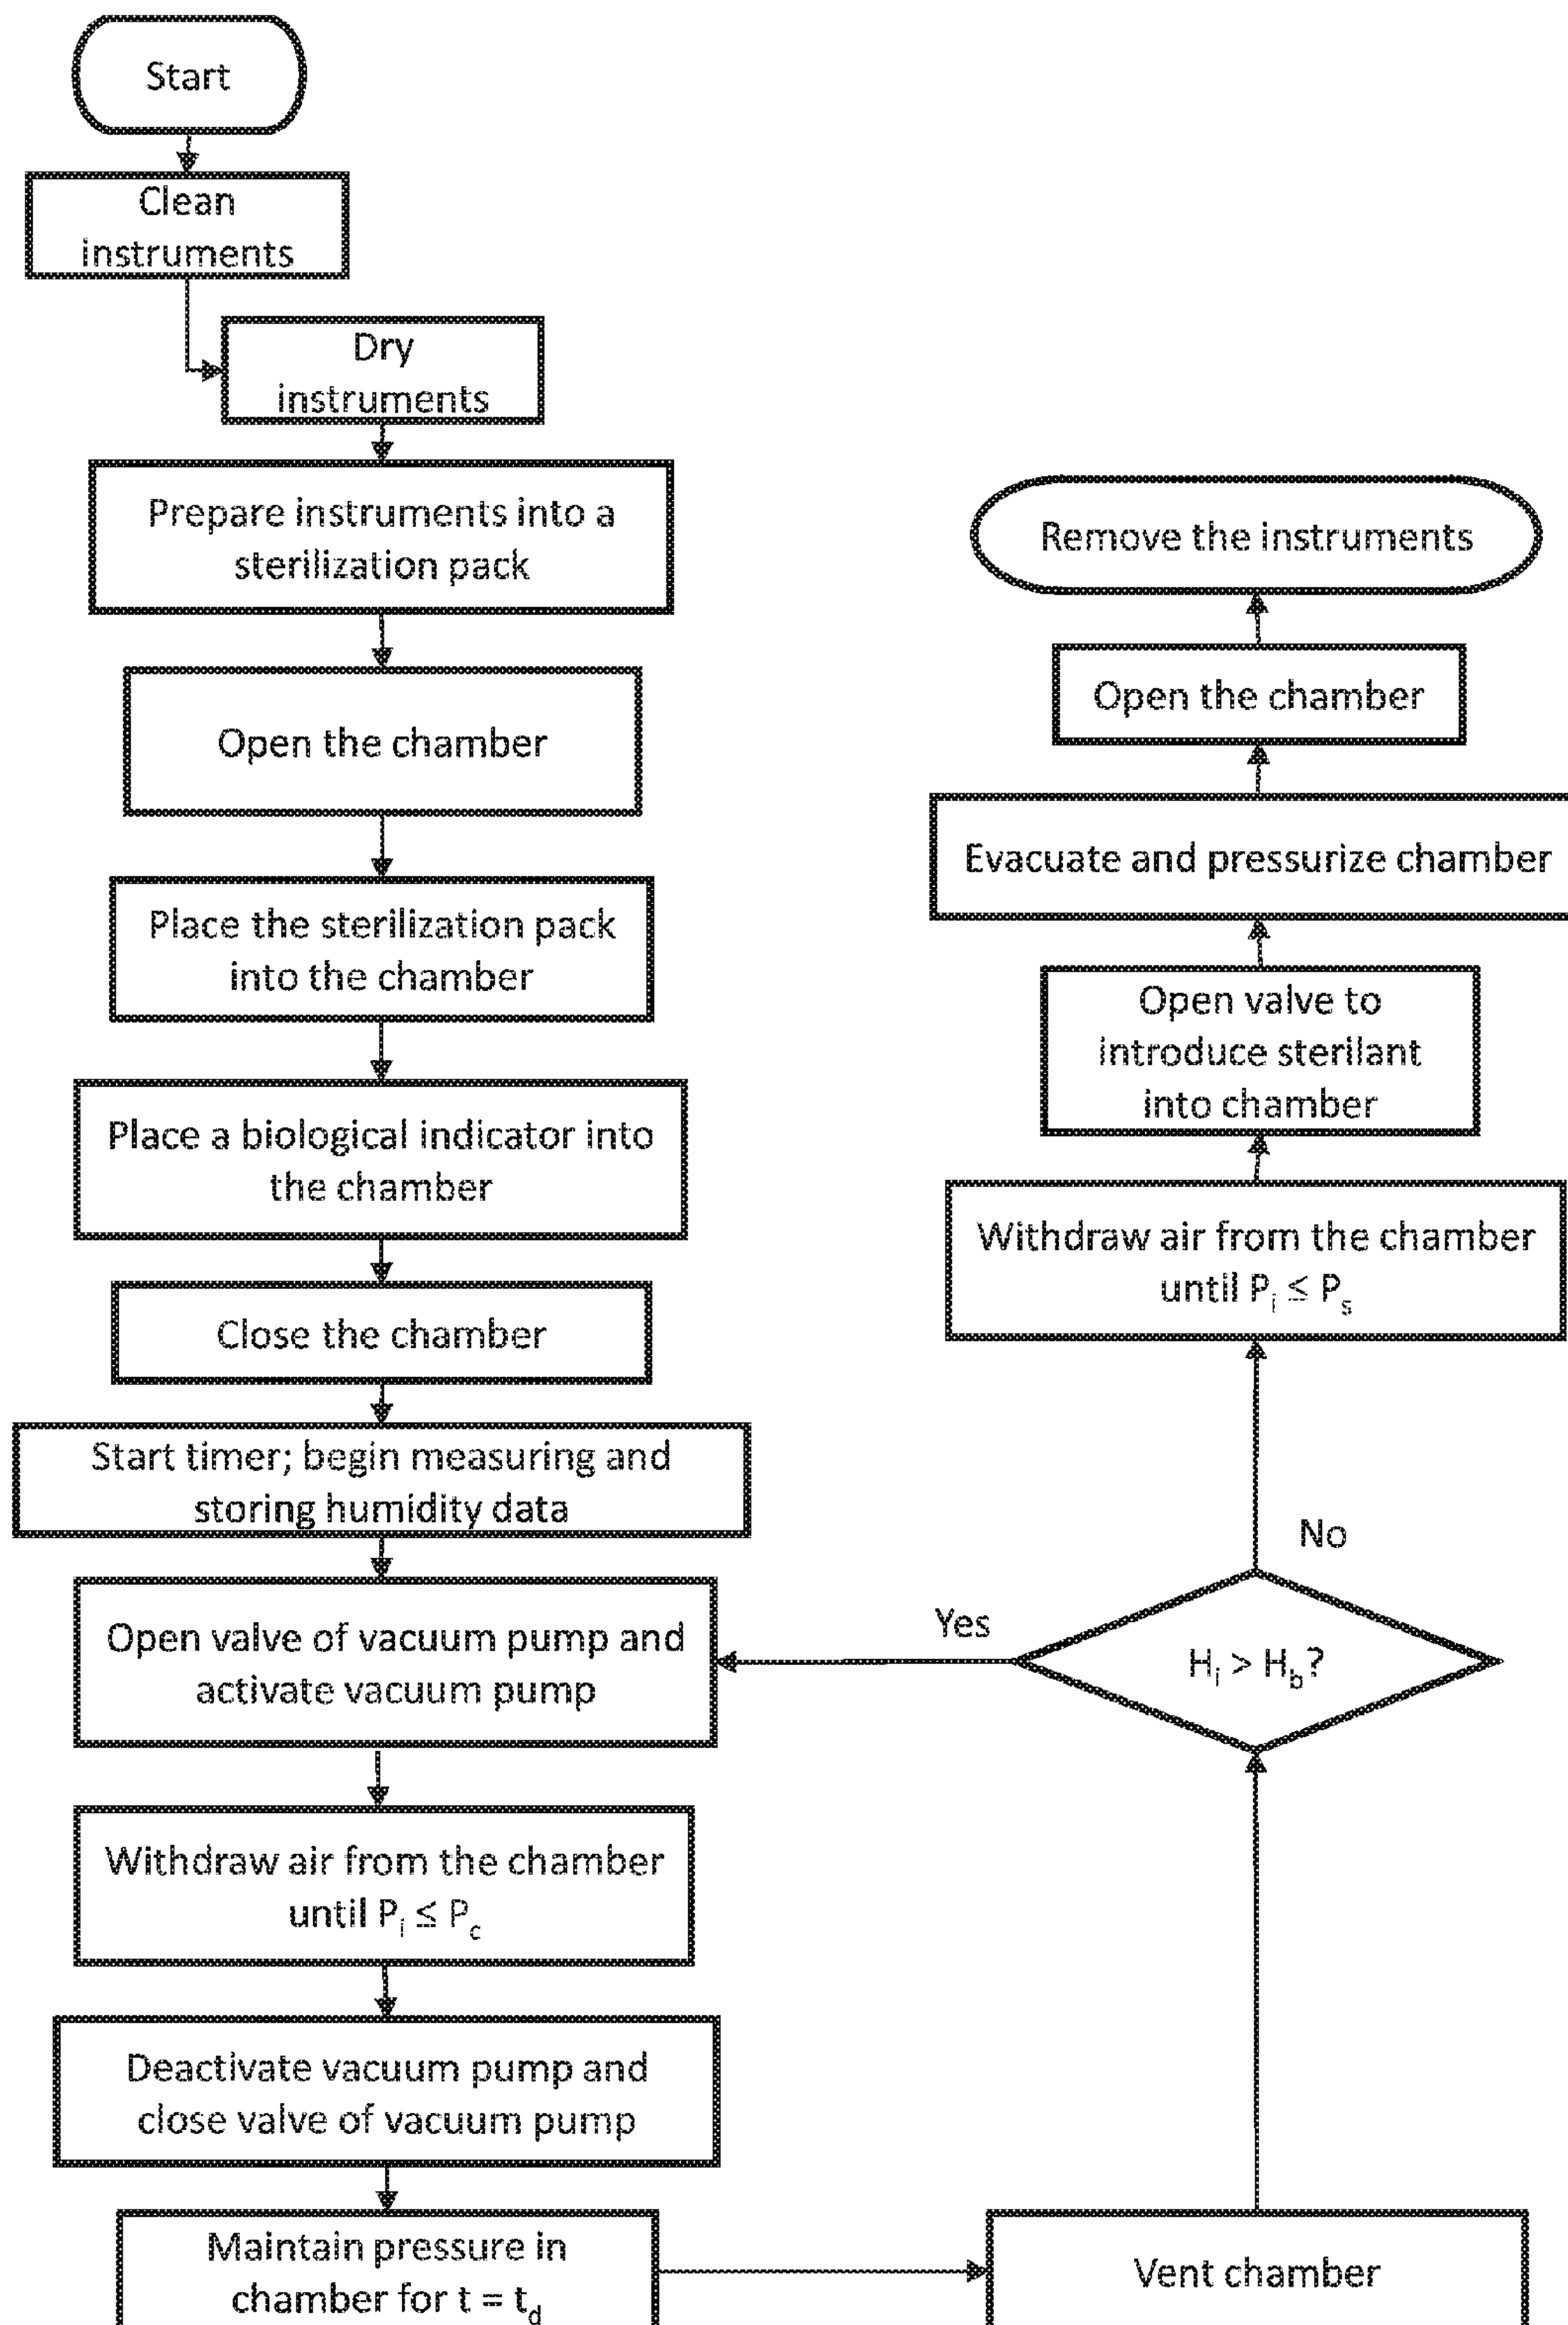 Start
Clean
instruments
Dry
instruments
Prepare instruments into a
sterilization pack
Open the chamber
Place the sterilization pack
into the chamber
Place a biological indicator into
the chamber
Close the chamber
Start timer; begin measuring and
storing humidity data
Open valve of vacuum pump and
activate vacuum pump
Withdraw air from the chamber
until Pᵢ ≤ P꜀
Deactivate vacuum pump and
close valve of vacuum pump
Maintain pressure in
chamber for t = t_d
Vent chamber
Hᵢ > H_b?
Yes
No
Withdraw air from the chamber
until Pᵢ ≤ Pₛ
Open valve to
introduce sterilant
into chamber
Evacuate and pressurize chamber
Open the chamber
Remove the instruments